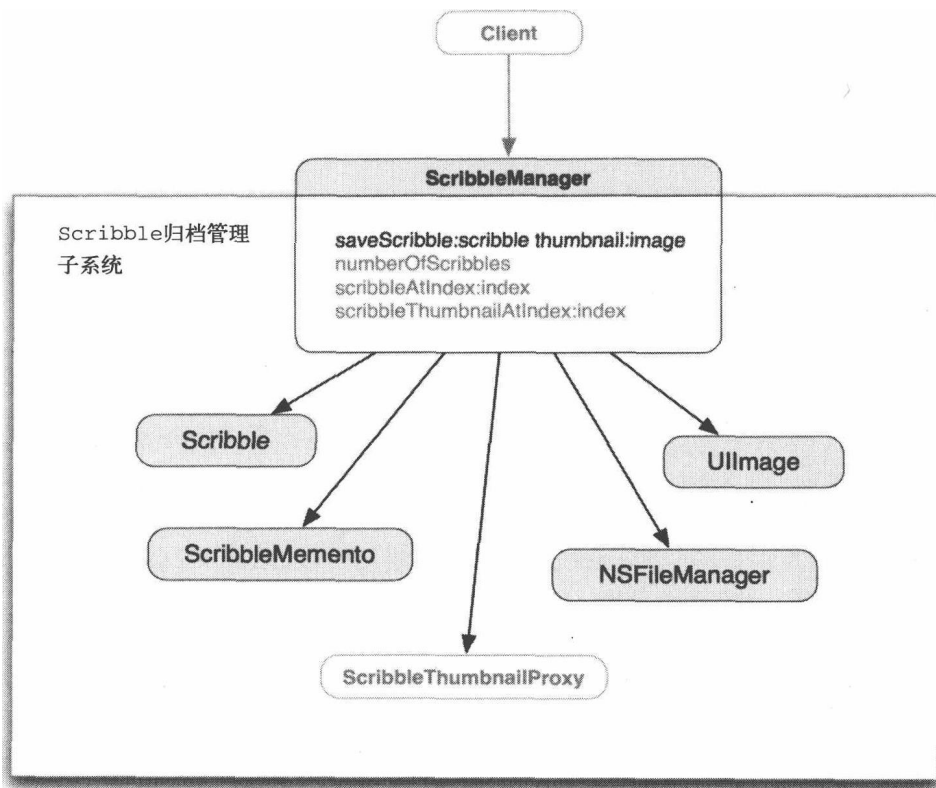 Client
ScribbleManager
Scribble归档管理
子系统
saveScribble:scribble thumbnail:image
numberOfScribbles
scribbleAtIndex:index
scribbleThumbnailAtIndex:index
Scribble
UIImage
ScribbleMemento
NSFileManager
ScribbleThumbnailProxy